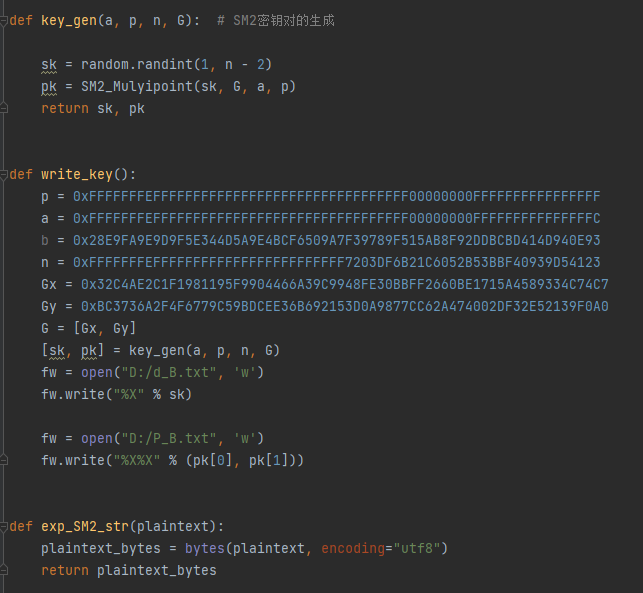 def key_gen(a, p, n, G):  # SM2密钥对的生成
    sk = random.randint(1, n - 2)
    pk = SM2_Mulyipoint(sk, G, a, p)
    return sk, pk
def write_key():
    p = 0xFFFFFFFEFFFFFFFFFFFFFFFFFFFFFFFFFFFFFFFF00000000FFFFFFFFFFFFFFFF
    a = 0xFFFFFFFEFFFFFFFFFFFFFFFFFFFFFFFFFFFFFFFF00000000FFFFFFFFFFFFFFFC
    b = 0x28E9FA9E9D9F5E344D5A9E4BCF6509A7F39789F515AB8F92DDBCBD414D940E93
    n = 0xFFFFFFFEFFFFFFFFFFFFFFFFFFFFFFFF7203DF6B21C6052B53BBF40939D54123
    Gx = 0x32C4AE2C1F1981195F9904466A39C9948FE30BBFF2660BE1715A4589334C74C7
    Gy = 0xBC3736A2F4F6779C59BDCEE36B692153D0A9877CC62A474002DF32E52139F0A0
    G = [Gx, Gy]
    [sk, pk] = key_gen(a, p, n, G)
    fw = open("D:/d_B.txt", 'w')
    fw.write("%X" % sk)
    fw = open("D:/P_B.txt", 'w')
    fw.write("%X%X" % (pk[0], pk[1]))
def exp_SM2_str(plaintext):
    plaintext_bytes = bytes(plaintext, encoding="utf8")
    return plaintext_bytes